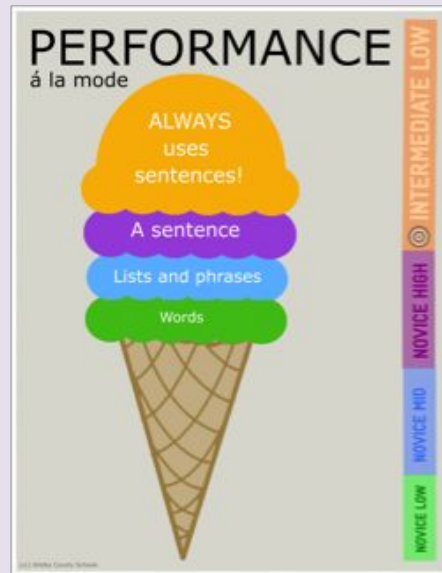 PERFORMANCE
á la mode
ALWAYS
uses
sentences!
A sentence
Lists and phrases
Words
INTERMEDIATE LOW
NOVICE HIGH
NOVICE MID
NOVICE LOW